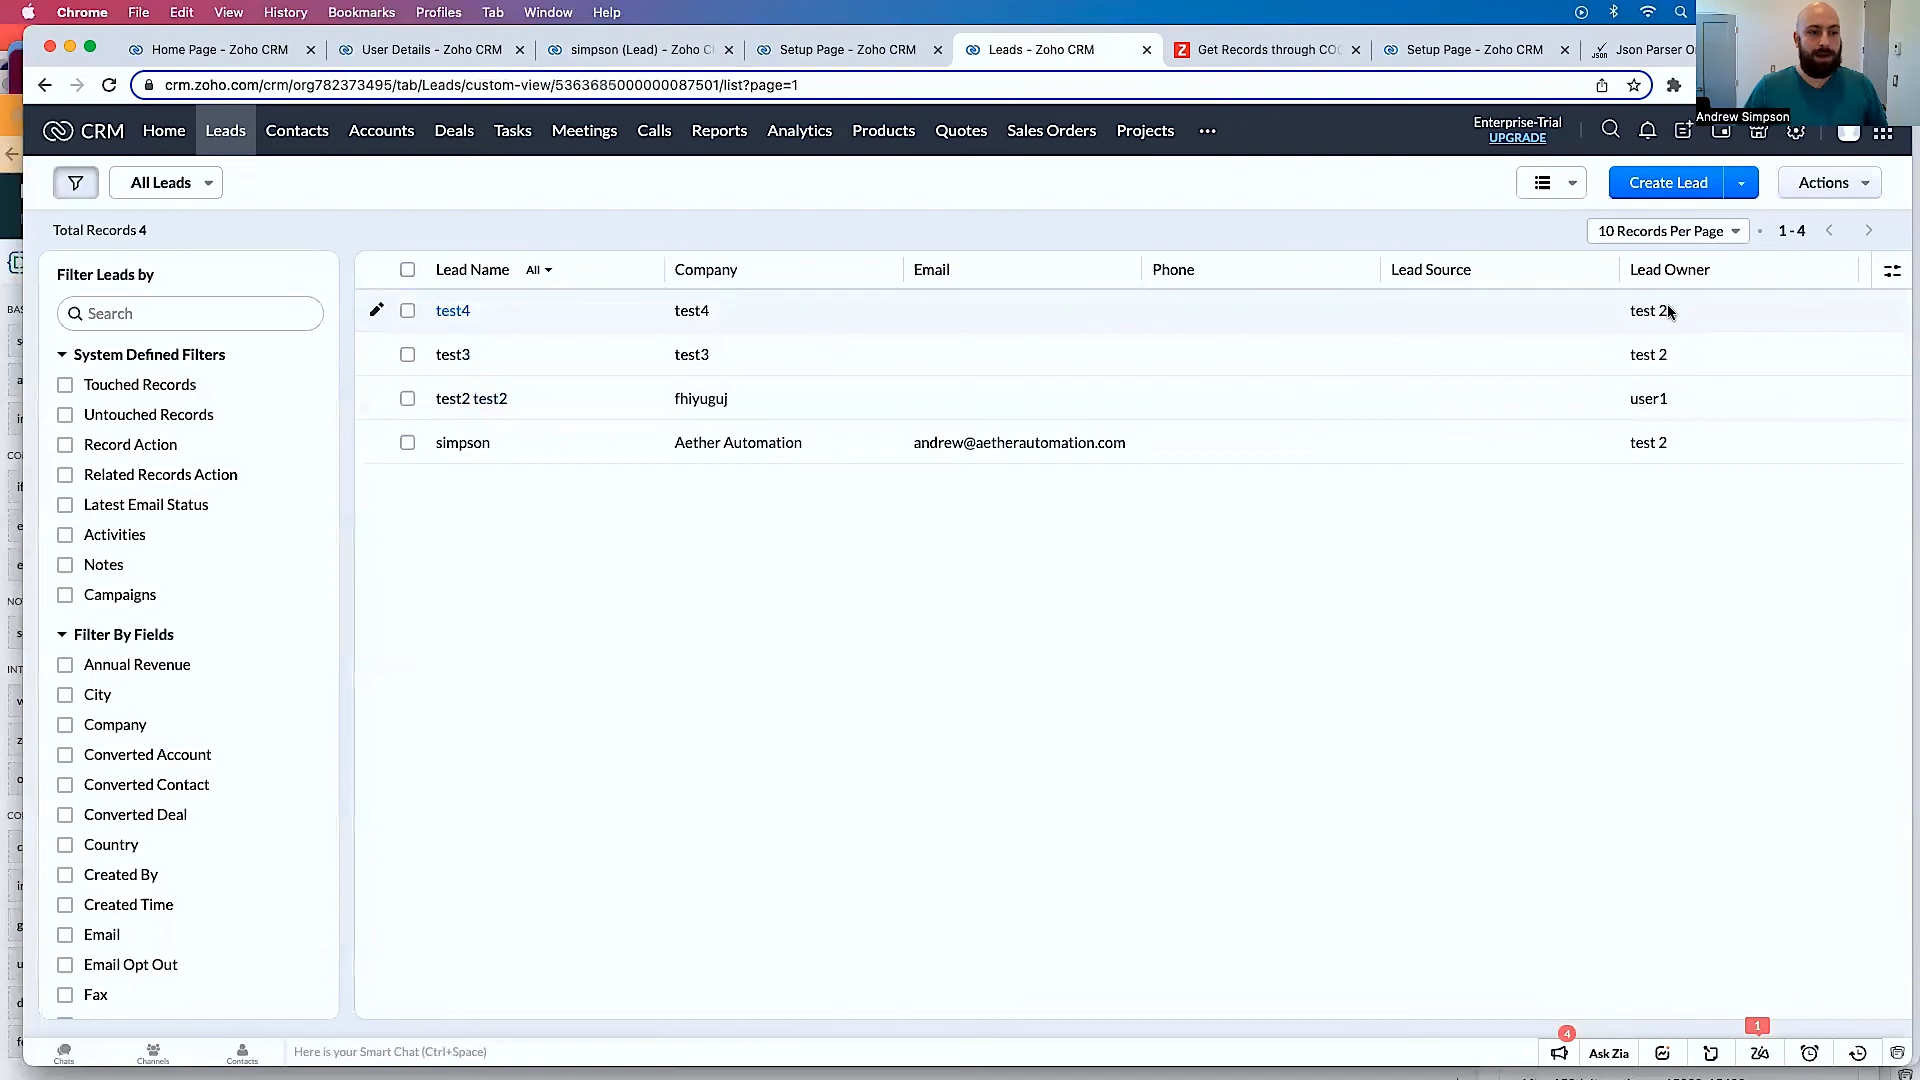 Chrome File Edit View History Bookmarks Profiles Tab Window Help
Home Page - Zoho CRM
User Details - Zoho CRM
simpson (Lead) - Zoho C
Setup Page - Zoho CRM
Leads - Zoho CRM
Get Records through COQ
Setup Page - Zoho CRM
Json Parser O
crm.zoho.com/crm/org782373495/tab/Leads/custom-view/5363685000000087501/list?page=1
Andrew Simpson
CRM Home Leads Contacts Accounts Deals Tasks Meetings Calls Reports Analytics Products Quotes Sales Orders Projects ...
Enterprise-Trial
UPGRADE
All Leads
Create Lead
Actions
Total Records 4
10 Records Per Page
1 - 4
Filter Leads by
Search
System Defined Filters
Touched Records
Untouched Records
Record Action
Related Records Action
Latest Email Status
Activities
Notes
Campaigns
Filter By Fields
Annual Revenue
City
Company
Converted Account
Converted Contact
Converted Deal
Country
Created By
Created Time
Email
Email Opt Out
Fax
Lead Name All Company Email Phone Lead Source Lead Owner
test4 test4 test 2
test3 test3 test 2
test2 test2 fhiyuguj user1
simpson Aether Automation andrew@aetherautomation.com test 2
Chats
Channels
Contacts
Here is your Smart Chat (Ctrl+Space)
4
Ask Zia
1